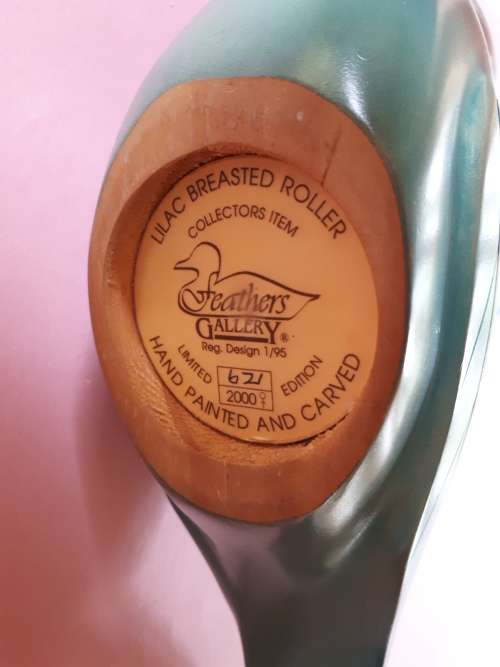 LILAC BREASTED ROLLER
COLLECTORS ITEM
Feathers
GALLERY®
Reg. Design 1/95
LIMITED 621 EDITION
2000♀
HAND PAINTED AND CARVED